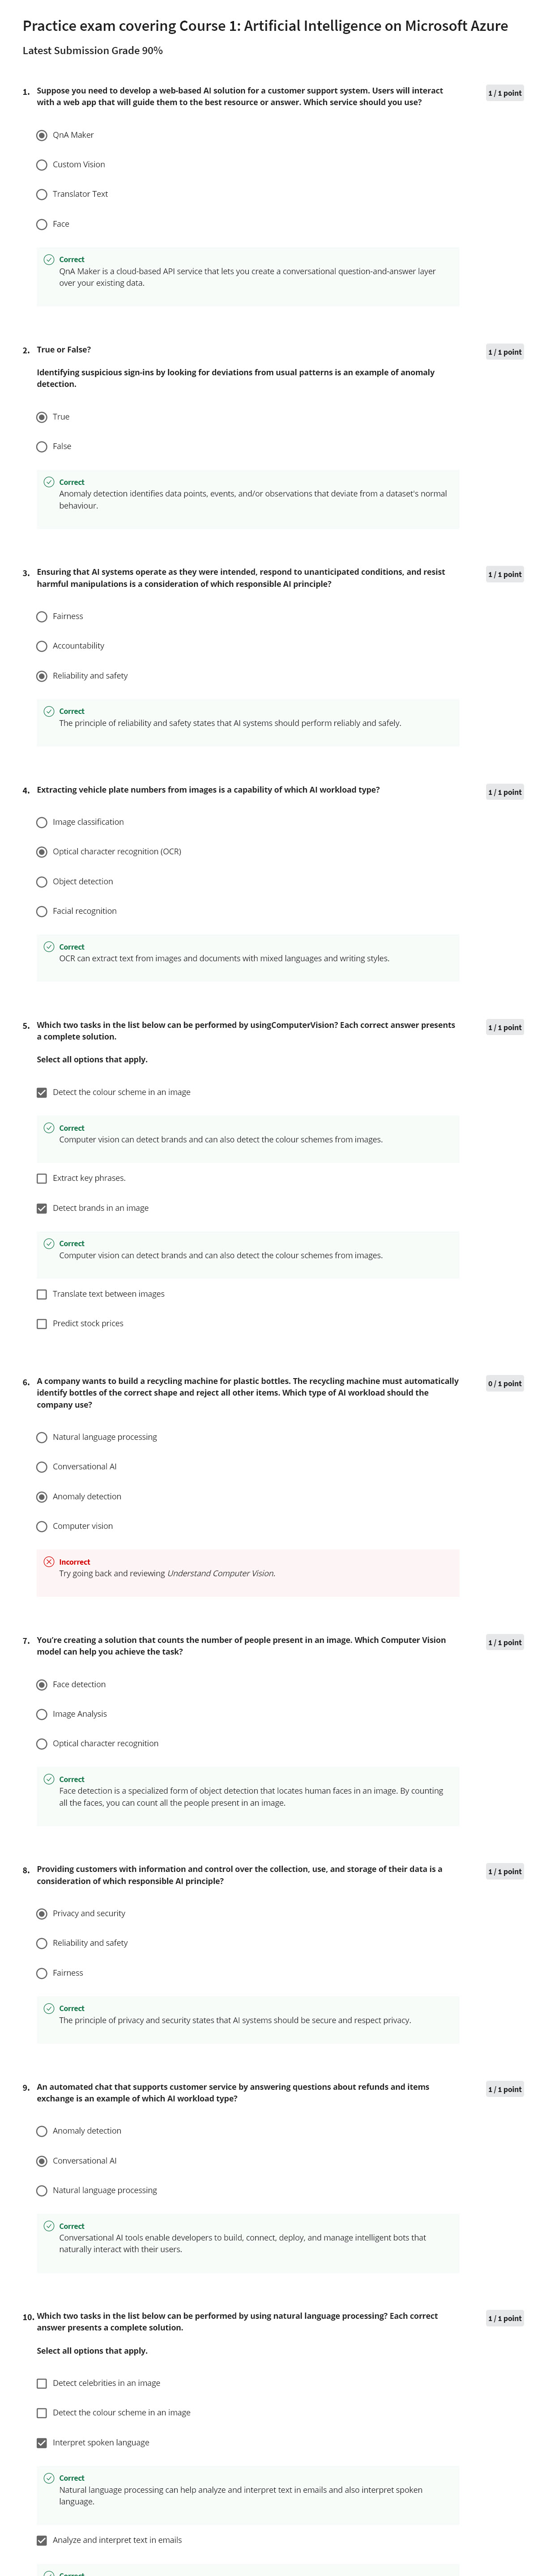 Practice exam covering Course 1: Artificial Intelligence on Microsoft Azure
Latest Submission Grade 90%
1. Suppose you need to develop a web-based AI solution for a customer support system. Users will interact
with a web app that will guide them to the best resource or answer. Which service should you use?
1 / 1 point
QnA Maker
Custom Vision
Translator Text
Face
Correct
QnA Maker is a cloud-based API service that lets you create a conversational question-and-answer layer
over your existing data.
2. True or False?
1 / 1 point
Identifying suspicious sign-ins by looking for deviations from usual patterns is an example of anomaly
detection.
True
False
Correct
Anomaly detection identifies data points, events, and/or observations that deviate from a dataset's normal
behaviour.
3. Ensuring that AI systems operate as they were intended, respond to unanticipated conditions, and resist
harmful manipulations is a consideration of which responsible AI principle?
1 / 1 point
Fairness
Accountability
Reliability and safety
Correct
The principle of reliability and safety states that AI systems should perform reliably and safely.
4. Extracting vehicle plate numbers from images is a capability of which AI workload type?
1 / 1 point
Image classification
Optical character recognition (OCR)
Object detection
Facial recognition
Correct
OCR can extract text from images and documents with mixed languages and writing styles.
5. Which two tasks in the list below can be performed by usingComputerVision? Each correct answer presents
a complete solution.
1 / 1 point
Select all options that apply.
Detect the colour scheme in an image
Correct
Computer vision can detect brands and can also detect the colour schemes from images.
Extract key phrases.
Detect brands in an image
Correct
Computer vision can detect brands and can also detect the colour schemes from images.
Translate text between images
Predict stock prices
6. A company wants to build a recycling machine for plastic bottles. The recycling machine must automatically
identify bottles of the correct shape and reject all other items. Which type of AI workload should the
company use?
0 / 1 point
Natural language processing
Conversational AI
Anomaly detection
Computer vision
Incorrect
Try going back and reviewing Understand Computer Vision.
7. You're creating a solution that counts the number of people present in an image. Which Computer Vision
model can help you achieve the task?
1 / 1 point
Face detection
Image Analysis
Optical character recognition
Correct
Face detection is a specialized form of object detection that locates human faces in an image. By counting
all the faces, you can count all the people present in an image.
8. Providing customers with information and control over the collection, use, and storage of their data is a
consideration of which responsible AI principle?
1 / 1 point
Privacy and security
Reliability and safety
Fairness
Correct
The principle of privacy and security states that AI systems should be secure and respect privacy.
9. An automated chat that supports customer service by answering questions about refunds and items
exchange is an example of which AI workload type?
1 / 1 point
Anomaly detection
Conversational AI
Natural language processing
Correct
Conversational AI tools enable developers to build, connect, deploy, and manage intelligent bots that
naturally interact with their users.
10. Which two tasks in the list below can be performed by using natural language processing? Each correct
answer presents a complete solution.
1 / 1 point
Select all options that apply.
Detect celebrities in an image
Detect the colour scheme in an image
Interpret spoken language
Correct
Natural language processing can help analyze and interpret text in emails and also interpret spoken
language.
Analyze and interpret text in emails